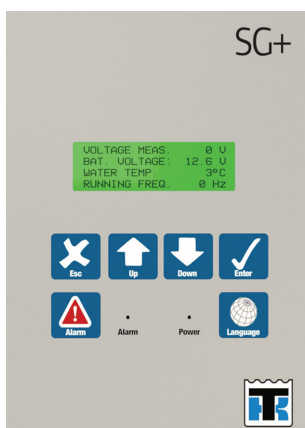 SG+
VOLTAGE MEAS. 0 V
BAT. VOLTAGE: 12.6 V
WATER TEMP. 3°C
RUNNING FREQ. 0 Hz
Esc Up Down Enter
Alarm Alarm Power Language
TK